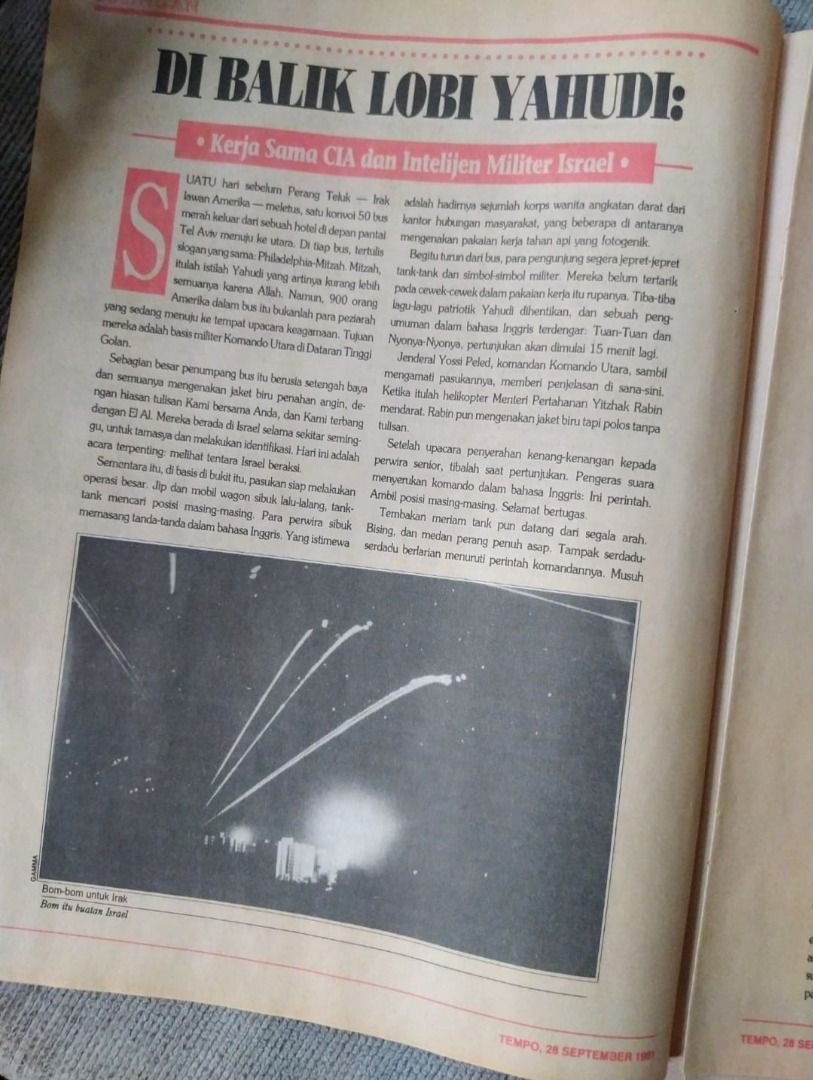 DI BALIK LOBI YAHUDI:
• Kerja Sama CIA dan Intelijen Militer Israel •
SUATU hari sebelum Perang Teluk — Irak
lawan Amerika — meletus, satu konvoi 50 bus
merah keluar dari sebuah hotel di depan pantai
Tel Aviv menuju ke utara. Di tiap bus, tertulis
slogan yang sama: Philadelphia-Mitzah. Mitzah,
itulah istilah Yahudi yang artinya kurang lebih
semuanya karena Allah. Namun, 900 orang
Amerika dalam bus itu bukanlah para peziarah
yang sedang menuju ke tempat upacara keagamaan. Tujuan
mereka adalah basis militer Komando Utara di Dataran Tinggi
Golan.
Sebagian besar penumpang bus itu berusia setengah baya
dan semuanya mengenakan jaket biru penahan angin, de-
ngan hiasan tulisan Kami bersama Anda, dan Kami terbang
dengan El Al. Mereka berada di Israel selama sekitar seming-
gu, untuk tamasya dan melakukan identifikasi. Hari ini adalah
acara terpenting: melihat tentara Israel beraksi.
Sementara itu, di basis di bukit itu, pasukan siap melakukan
operasi besar. Jip dan mobil wagon sibuk lalu-lalang, tank-
tank mencari posisi masing-masing. Para perwira sibuk
memasang tanda-tanda dalam bahasa Inggris. Yang istimewa
adalah hadirnya sejumlah korps wanita angkatan darat dari
kantor hubungan masyarakat, yang beberapa di antaranya
mengenakan pakaian kerja tahan api yang fotogenik.
Begitu turun dari bus, para pengunjung segera jepret-jepret
tank-tank dan simbol-simbol militer. Mereka belum tertarik
pada cewek-cewek dalam pakaian kerja itu rupanya. Tiba-tiba
lagu-lagu patriotik Yahudi dihentikan, dan sebuah peng-
umuman dalam bahasa Inggris terdengar: Tuan-Tuan dan
Nyonya-Nyonya, pertunjukan akan dimulai 15 menit lagi.
Jenderal Yossi Peled, komandan Komando Utara, sambil
mengamati pasukannya, memberi penjelasan di sana-sini.
Ketika itulah helikopter Menteri Pertahanan Yitzhak Rabin
mendarat. Rabin pun mengenakan jaket biru tapi polos tanpa
tulisan.
Setelah upacara penyerahan kenang-kenangan kepada
perwira senior, tibalah saat pertunjukan. Pengeras suara
menyerukan komando dalam bahasa Inggris: Ini perintah.
Ambil posisi masing-masing. Selamat bertugas.
Tembakan meriam tank pun datang dari segala arah.
Bising, dan medan perang penuh asap. Tampak serdadu-
serdadu berlarian menuruti perintah komandannya. Musuh
GAMMA
Bom-bom untuk Irak
Bom itu buatan Israel
TEMPO, 28 SEPTEMBER 1991
TEMPO, 28 SE